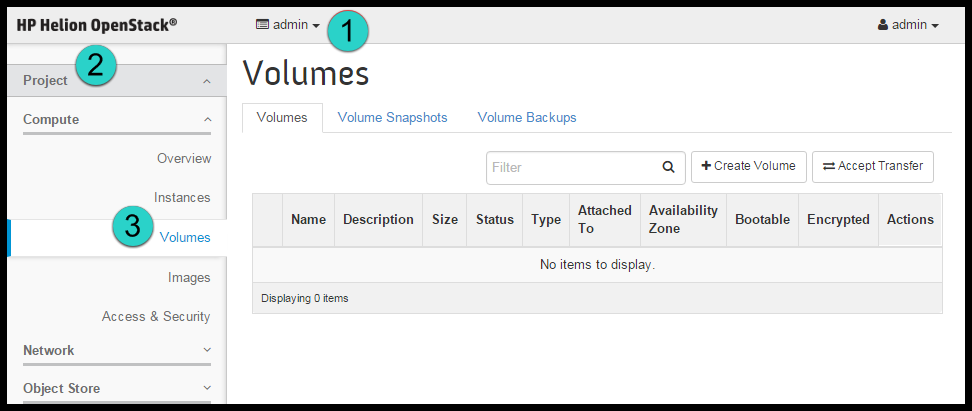 HP Helion OpenStack®
admin
1
admin
2
Project
Compute
Overview
Instances
3
Volumes
Images
Access & Security
Network
Object Store
Volumes
Volumes Volume Snapshots Volume Backups
Filter Create Volume Accept Transfer
Name Description Size Status Type Attached To Availability Zone Bootable Encrypted Actions
No items to display.
Displaying 0 items